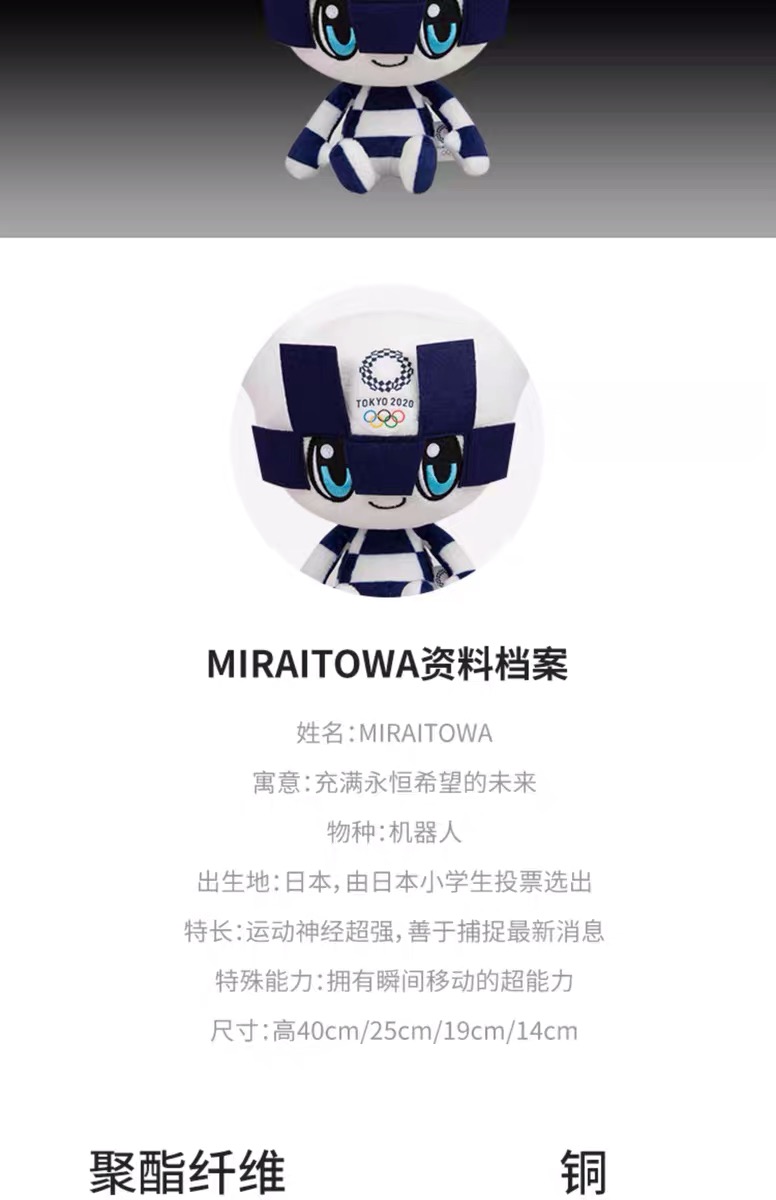 TOKYO 2020
MIRAITOWA资料档案
姓名：MIRAITOWA
寓意：充满永恒希望的未来
物种：机器人
出生地：日本，由日本小学生投票选出
特长：运动神经超强，善于捕捉最新消息
特殊能力：拥有瞬间移动的超能力
尺寸：高40cm/25cm/19cm/14cm
聚酯纤维 铜